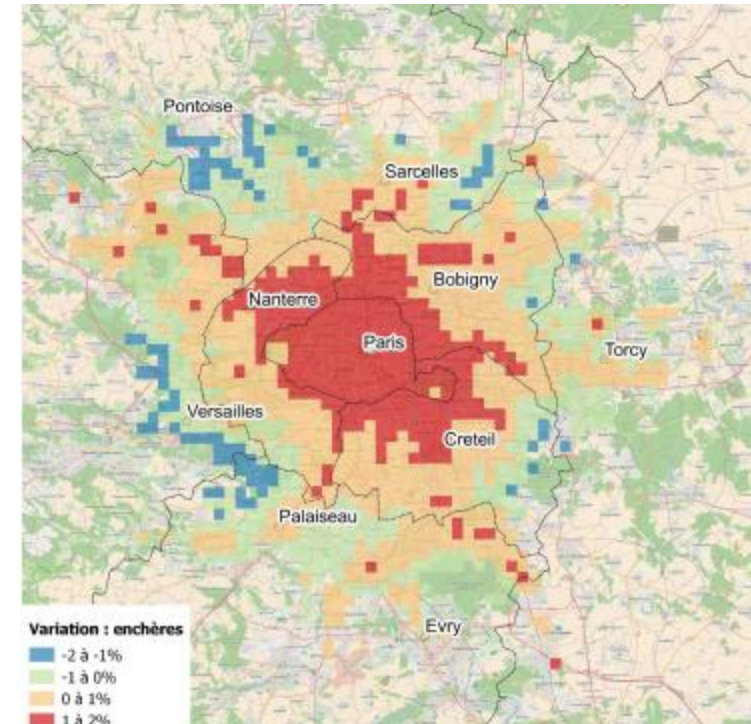 Pontoise
Sarcelles
Bobigny
Nanterre
Paris
Torcy
Versailles
Creteil
Palaiseau
Evry
Variation : enchères
-2 à -1%
-1 à 0%
0 à 1%
1 à 2%